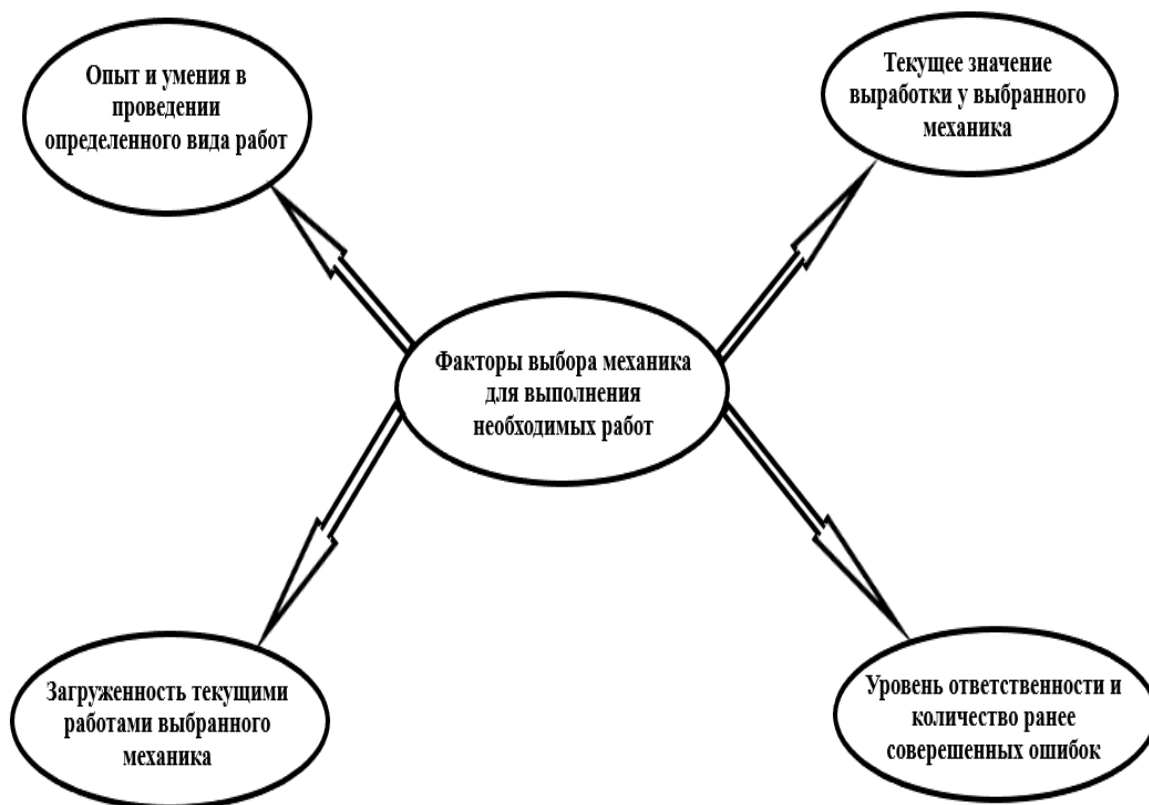 Опыт и умения в
проведении
определенного вида работ
Текущее значение
выработки у выбранного
механика
Факторы выбора механика
для выполнения
необходимых работ
Загруженность текущими
работами выбранного
механика
Уровень ответственности и
количество ранее
соверешенных ошибок